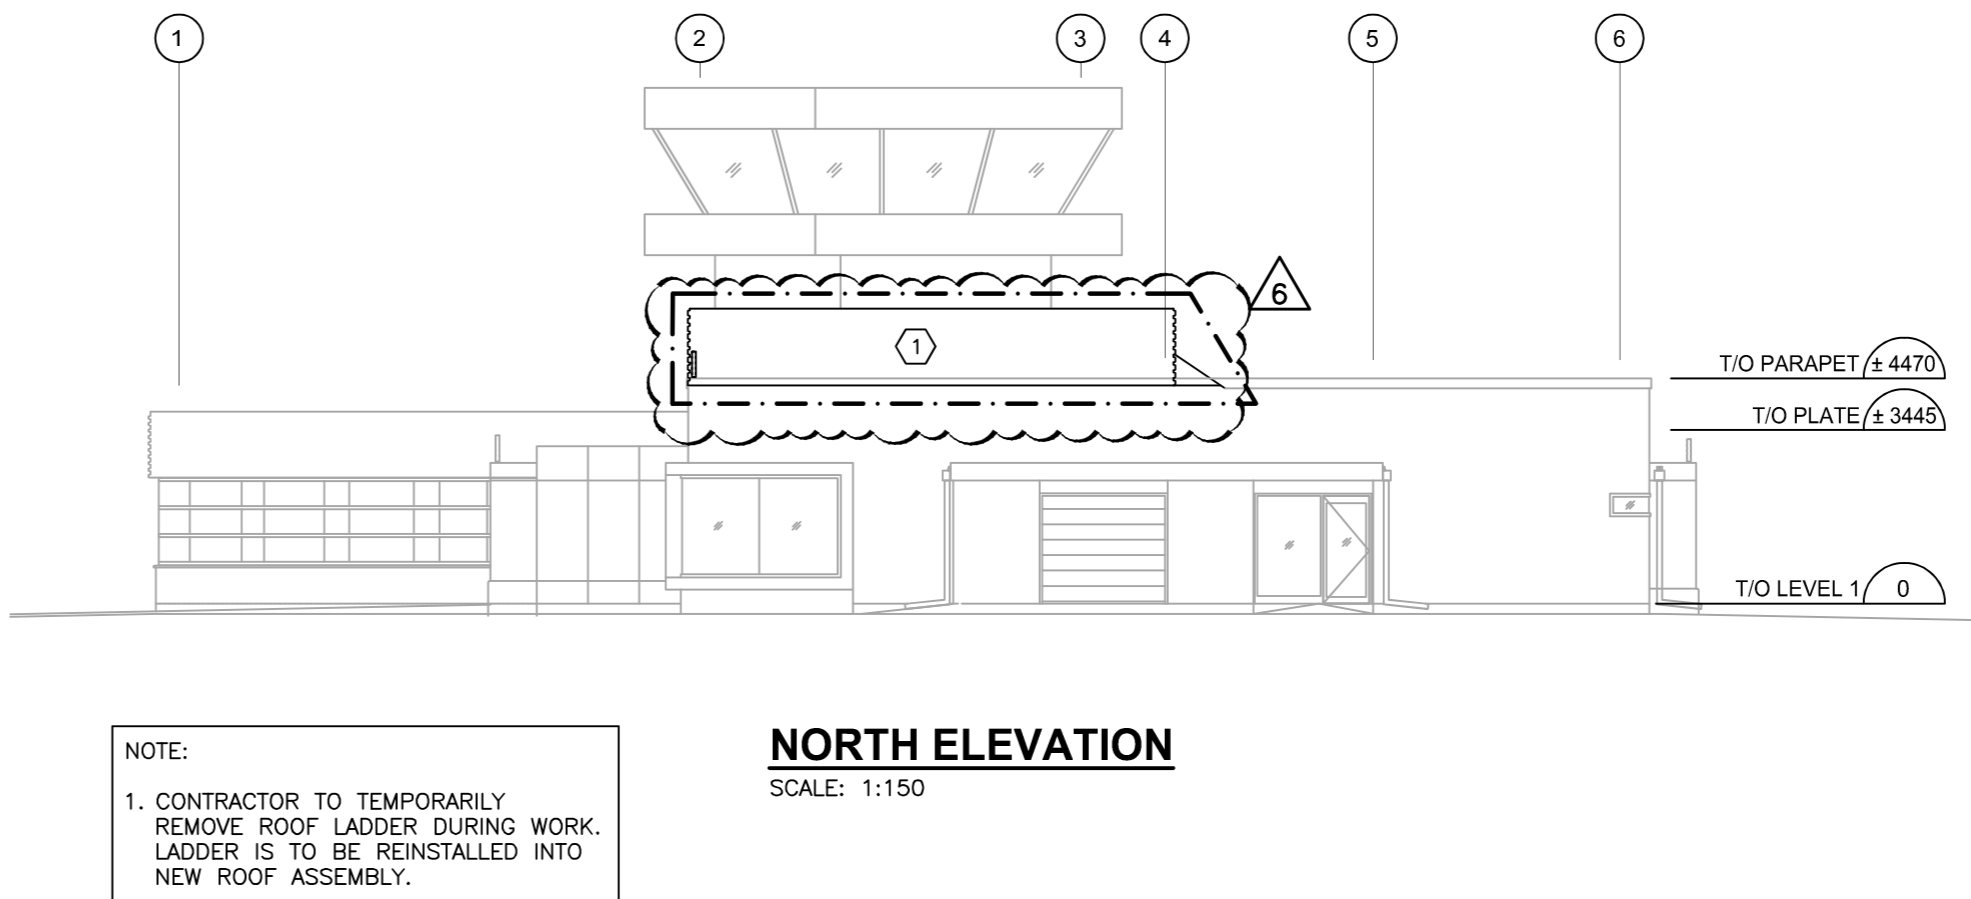 1 2 3 4 5 6
6
1
T/O PARAPET ± 4470
T/O PLATE ± 3445
T/O LEVEL 1 0
NORTH ELEVATION
SCALE: 1:150
NOTE:
1. CONTRACTOR TO TEMPORARILY
REMOVE ROOF LADDER DURING WORK.
LADDER IS TO BE REINSTALLED INTO
NEW ROOF ASSEMBLY.